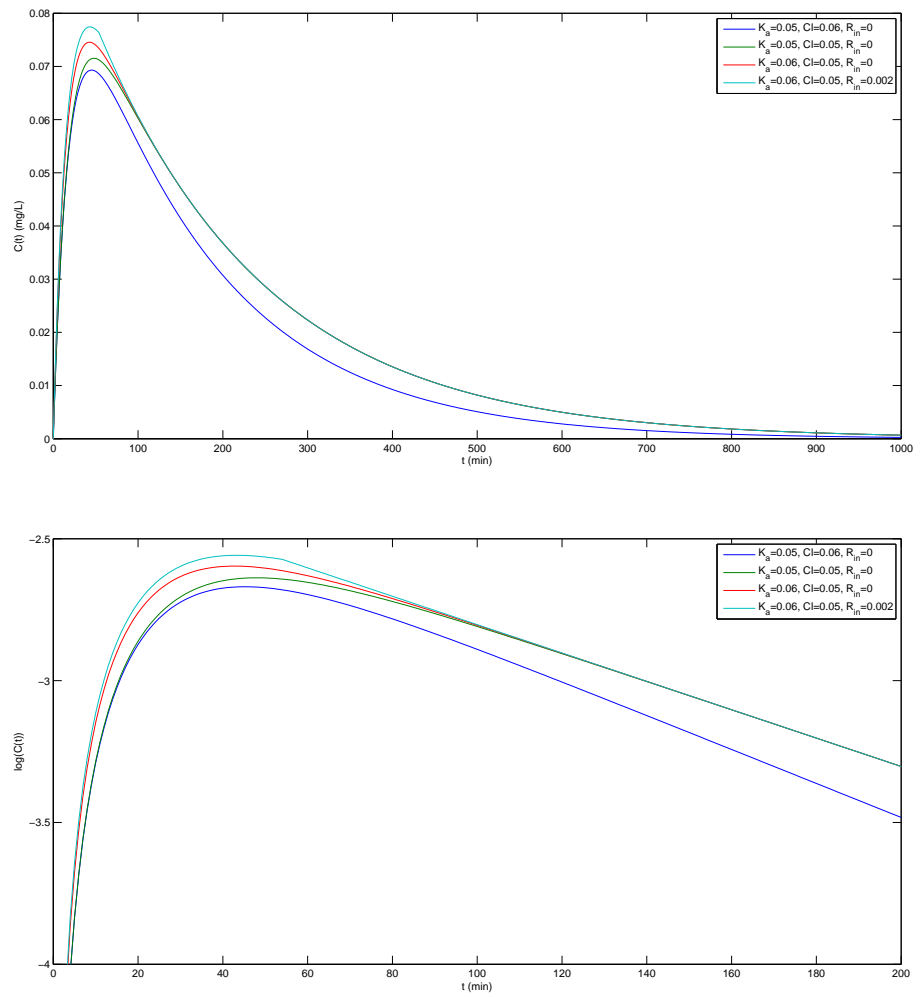 0.08
0.07
0.06
0.05
0.04
0.03
0.02
0.01
0
C(t) (mg/L)
0 100 200 300 400 500 600 700 800 900 1000
t (min)
K_a=0.05, Cl=0.06, R_in=0
K_a=0.05, Cl=0.05, R_in=0
K_a=0.06, Cl=0.05, R_in=0
K_a=0.06, Cl=0.05, R_in=0.002
−2.5
−3
−3.5
−4
log(C(t))
0 20 40 60 80 100 120 140 160 180 200
t (min)
K_a=0.05, Cl=0.06, R_in=0
K_a=0.05, Cl=0.05, R_in=0
K_a=0.06, Cl=0.05, R_in=0
K_a=0.06, Cl=0.05, R_in=0.002